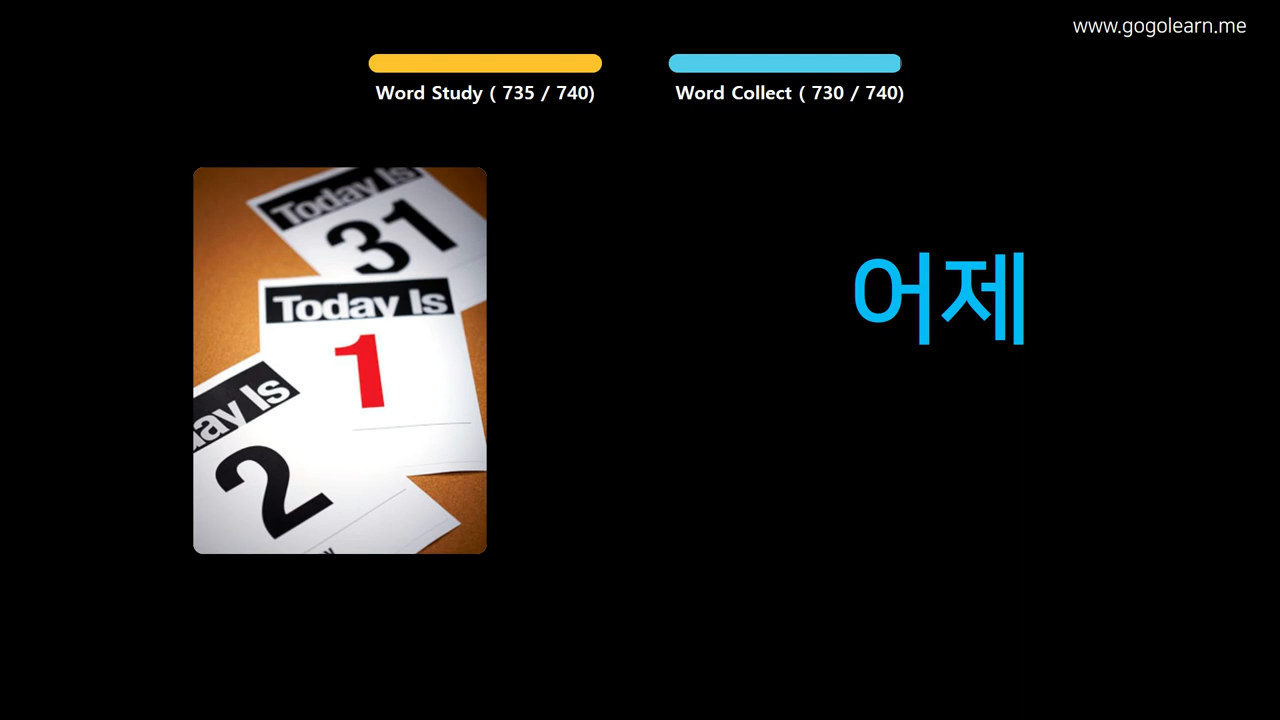 www.gogolearn.me
Word Study ( 735 / 740)
Word Collect ( 730 / 740)
Today Is
31
Today Is
1
day Is
2
어제